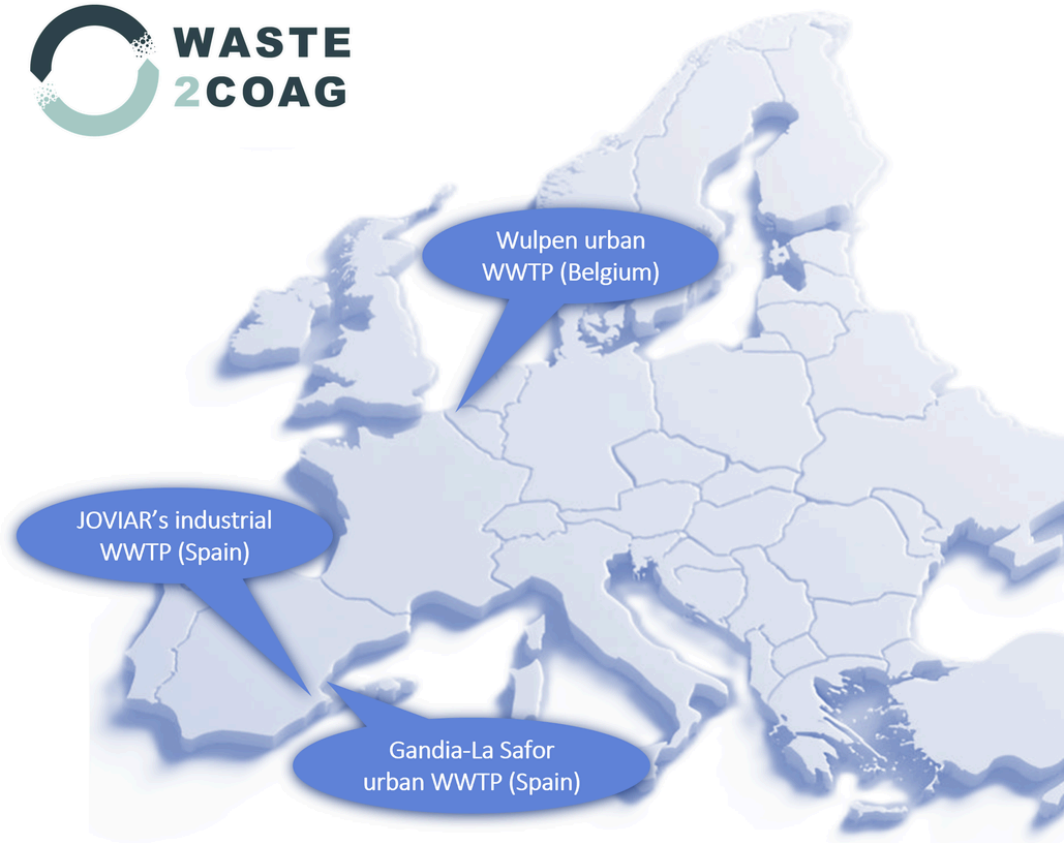 WASTE
2COAG
Wulpen urban
WWTP (Belgium)
JOVIAR’s industrial
WWTP (Spain)
Gandia-La Safor
urban WWTP (Spain)